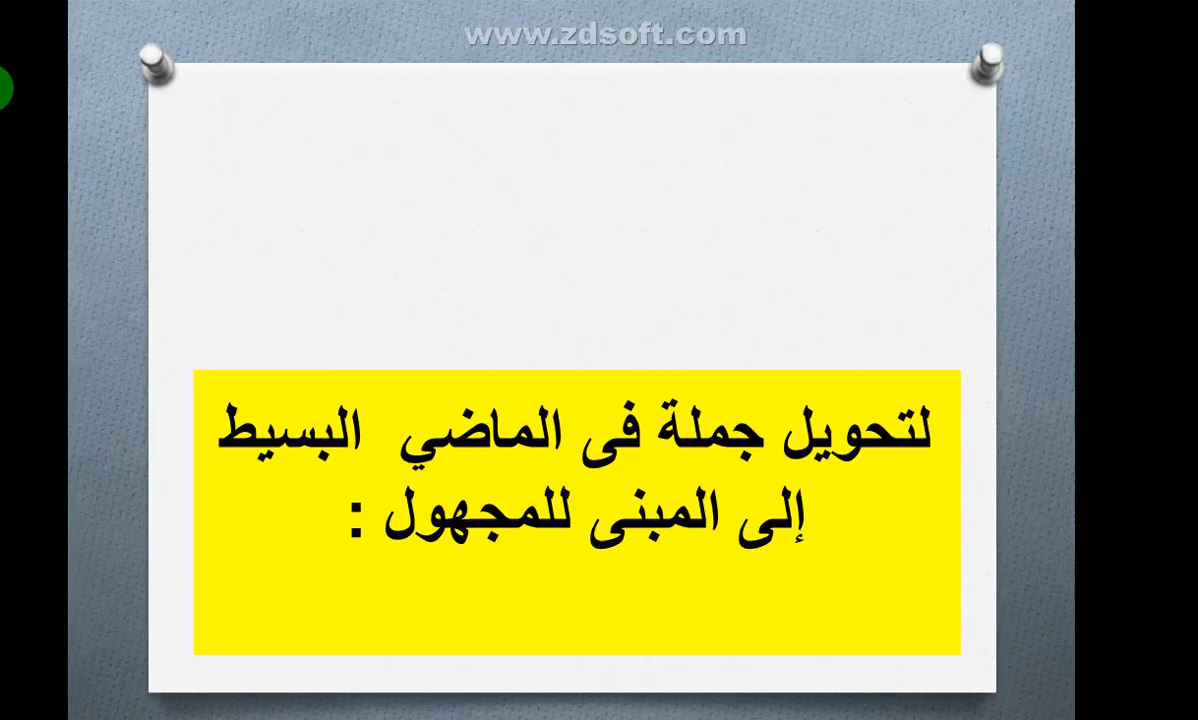 www.zdsoft.com
لتحويل جملة فى الماضي البسيط
إلى المبنى للمجهول :